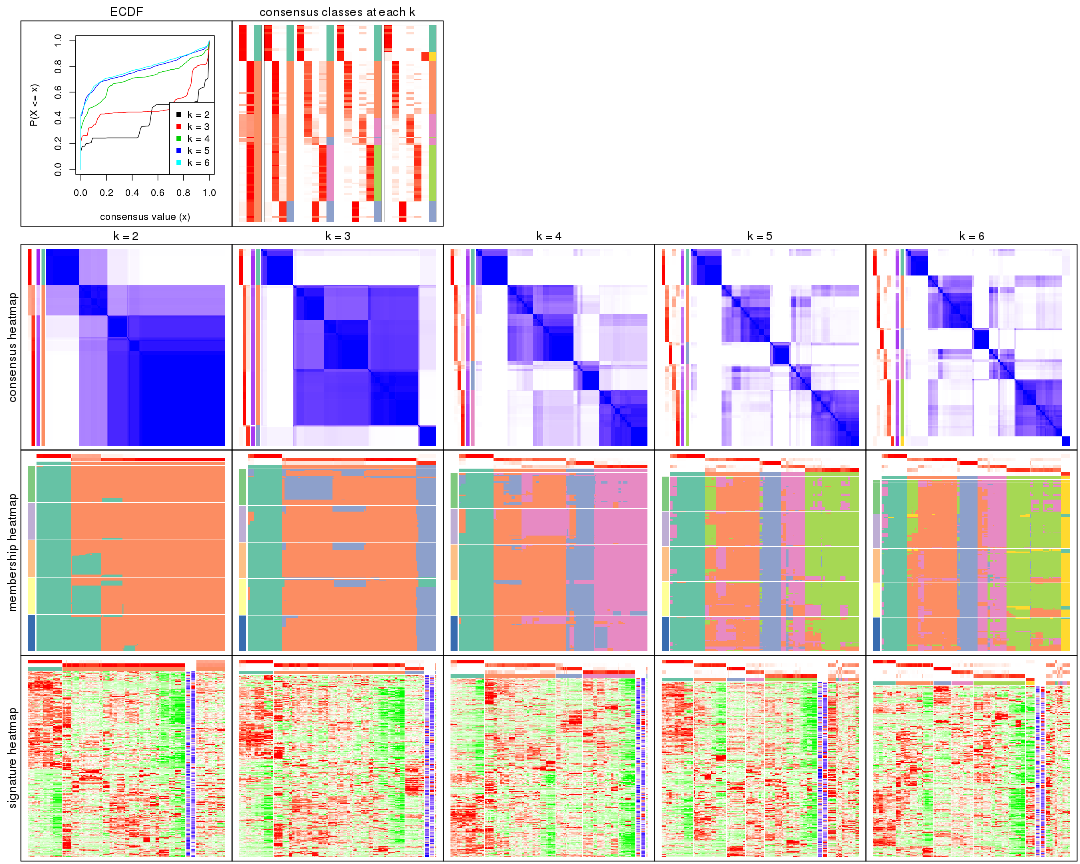 ECDF
consensus classes at each k
P(X <= x)
0.0 0.2 0.4 0.6 0.8 1.0
k = 2
k = 3
k = 4
k = 5
k = 6
0.0 0.2 0.4 0.6 0.8 1.0
consensus value (x)
k = 2 k = 3 k = 4 k = 5 k = 6
consensus heatmap
membership heatmap
signature heatmap